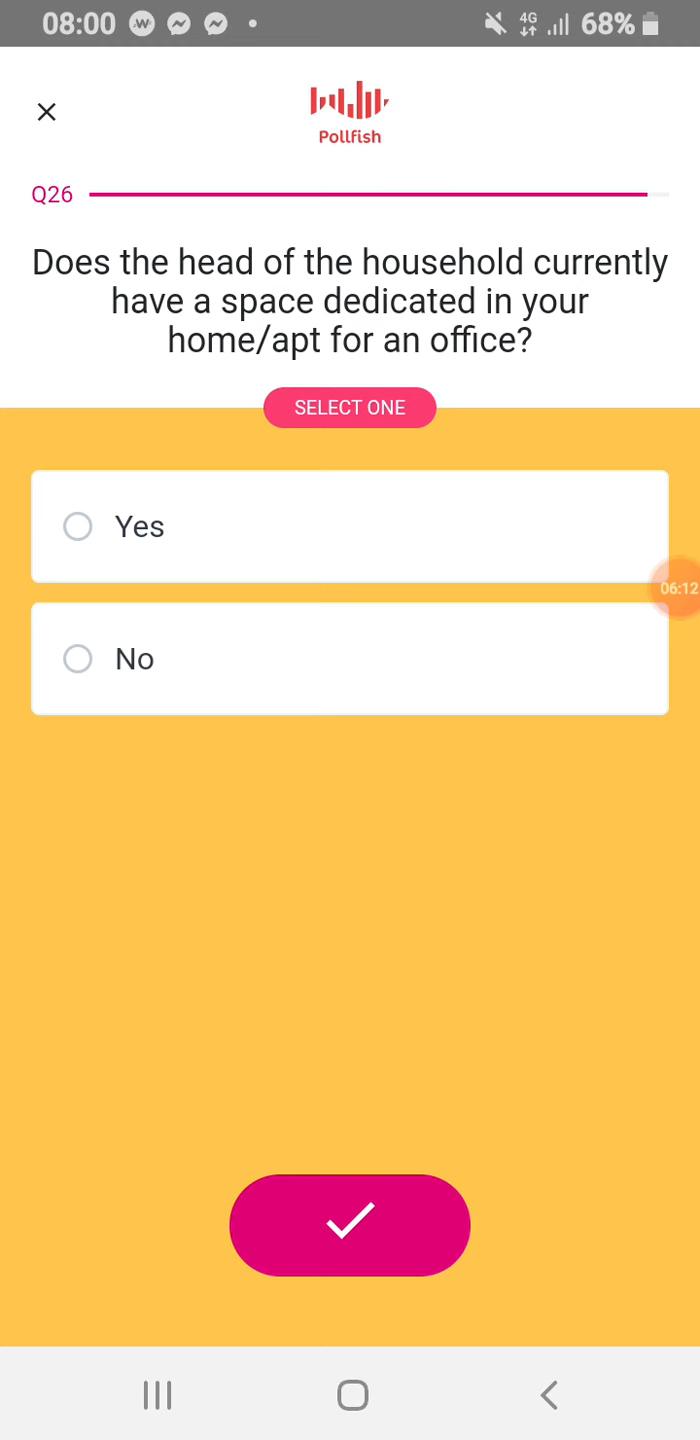 08:00 4G 68%
Pollfish
Q26
Does the head of the household currently
have a space dedicated in your
home/apt for an office?
SELECT ONE
Yes
06:12
No